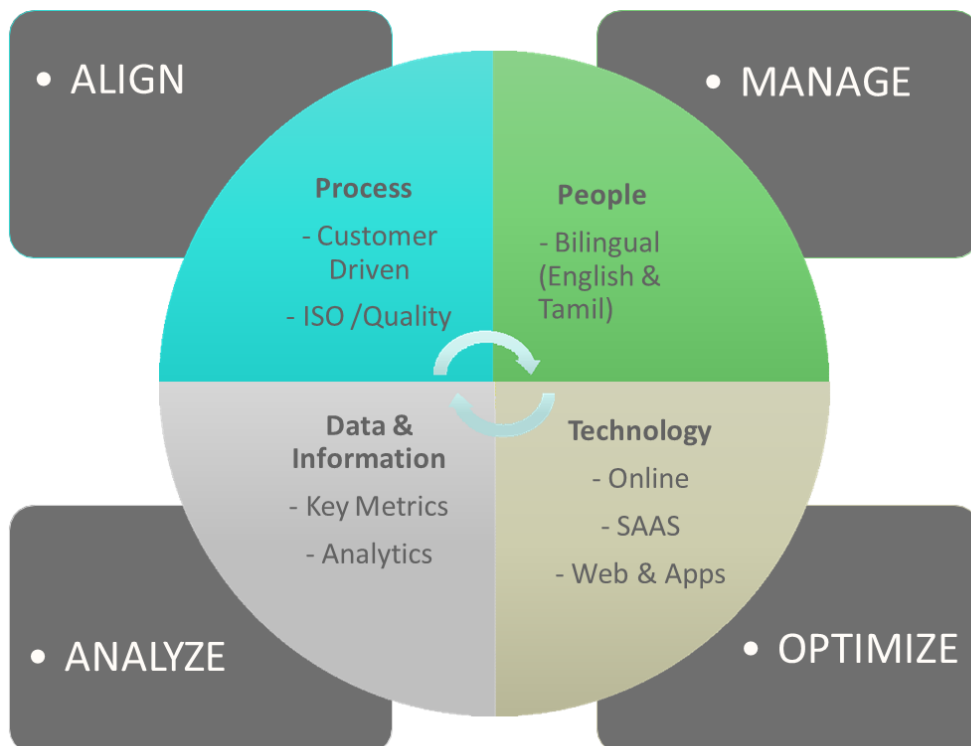 • ALIGN
• MANAGE
Process
- Customer
Driven
- ISO /Quality
People
- Bilingual
(English &
Tamil)
Data &
Information
- Key Metrics
- Analytics
Technology
- Online
- SAAS
- Web & Apps
• ANALYZE
• OPTIMIZE